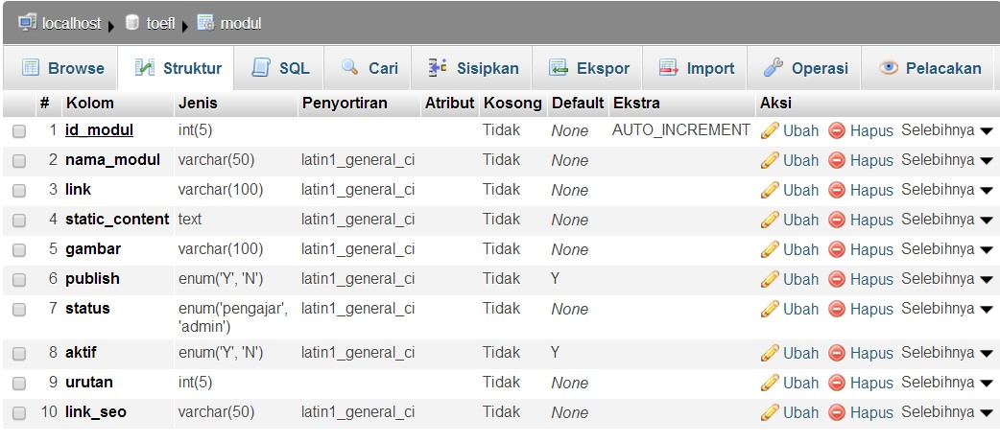 localhost toefl modul
Browse Struktur SQL Cari Sisipkan Ekspor Import Operasi Pelacakan
# Kolom Jenis Penyortiran Atribut Kosong Default Ekstra Aksi
1 id_modul int(5) Tidak None AUTO_INCREMENT Ubah Hapus Selebihnya
2 nama_modul varchar(50) latin1_general_ci Tidak None Ubah Hapus Selebihnya
3 link varchar(100) latin1_general_ci Tidak None Ubah Hapus Selebihnya
4 static_content text latin1_general_ci Tidak None Ubah Hapus Selebihnya
5 gambar varchar(100) latin1_general_ci Tidak None Ubah Hapus Selebihnya
6 publish enum('Y', 'N') latin1_general_ci Tidak Y Ubah Hapus Selebihnya
7 status enum('pengajar', latin1_general_ci Tidak None Ubah Hapus Selebihnya
'admin')
8 aktif enum('Y', 'N') latin1_general_ci Tidak Y Ubah Hapus Selebihnya
9 urutan int(5) Tidak None Ubah Hapus Selebihnya
10 link_seo varchar(50) latin1_general_ci Tidak None Ubah Hapus Selebihnya